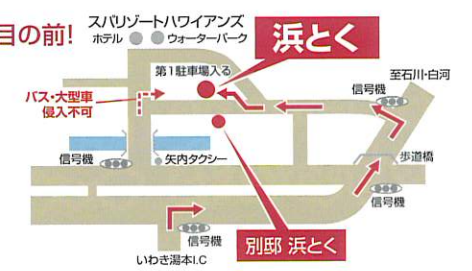 目の前!
スパリゾートハワイアンズ
ホテル ウォーターパーク
浜とく
第1駐車場入る
至石川・白河
信号機
バス・大型車
侵入不可
信号機
矢内タクシー
歩道橋
信号機
信号機
別邸 浜とく
いわき湯本I.C